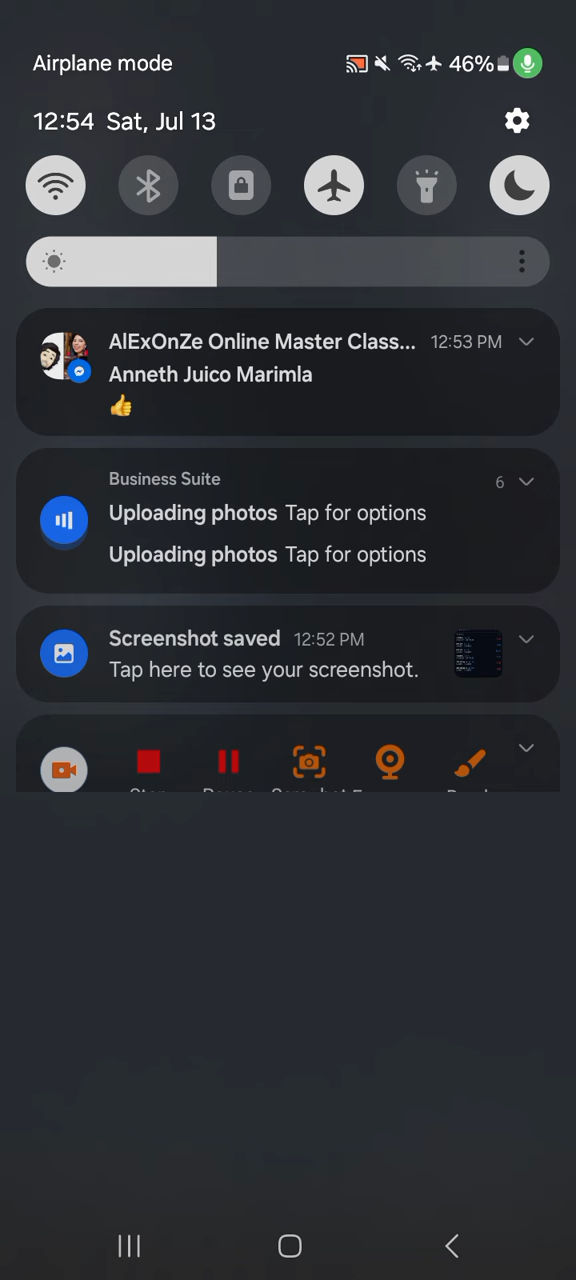 Airplane mode
46%
12:54 Sat, Jul 13
AlExOnZe Online Master Class... 12:53 PM
Anneth Juico Marimla
👍
Business Suite 6
Uploading photos Tap for options
Uploading photos Tap for options
Screenshot saved 12:52 PM
Tap here to see your screenshot.